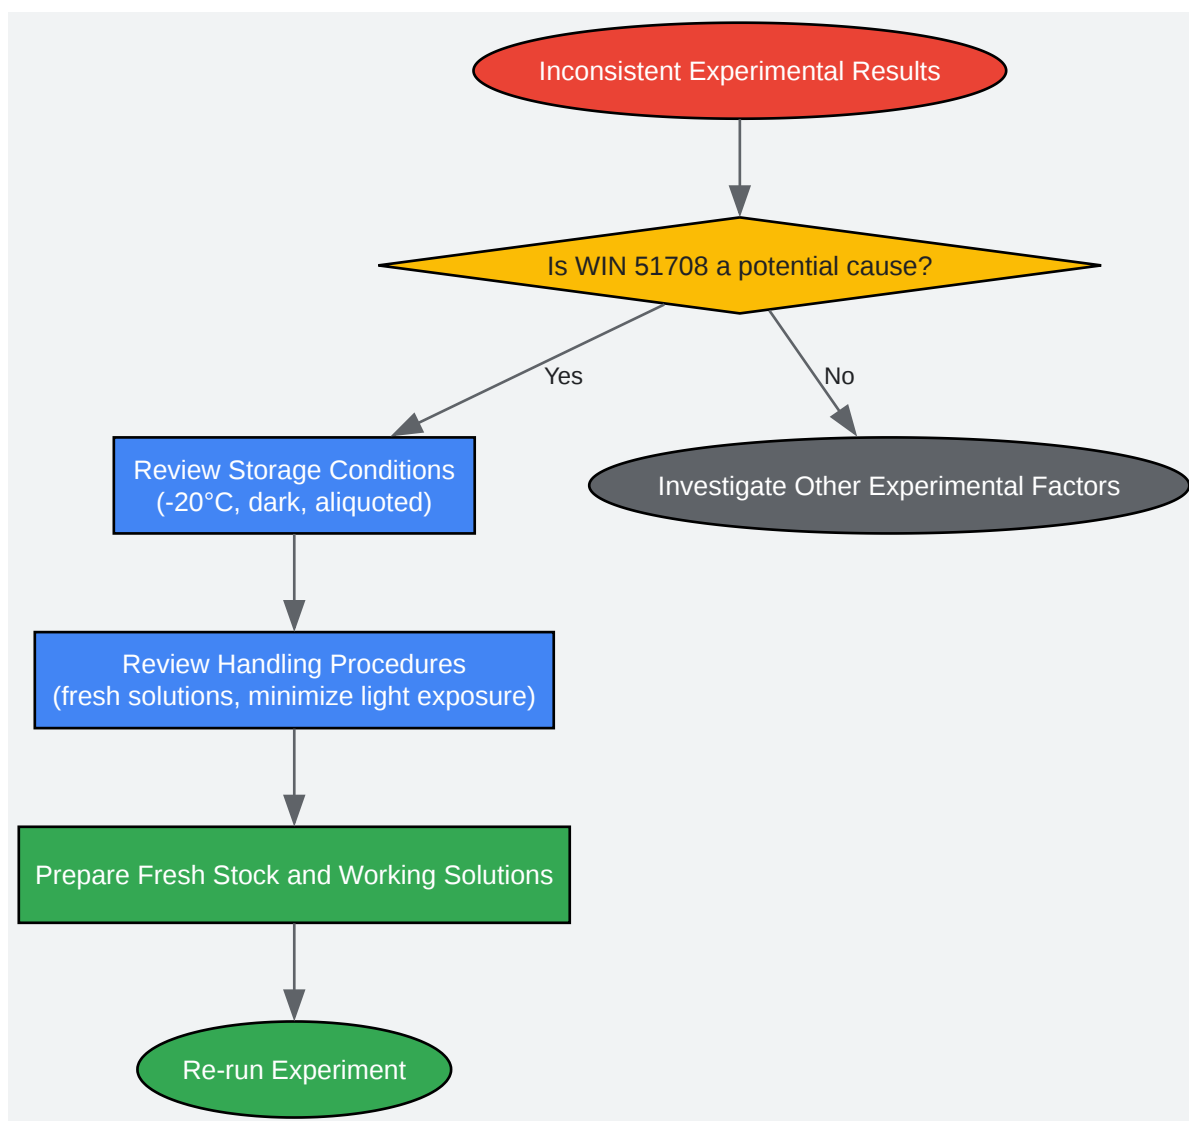 Inconsistent Experimental Results
Is WIN 51708 a potential cause?
Yes
No
Review Storage Conditions
(-20°C, dark, aliquoted)
Investigate Other Experimental Factors
Review Handling Procedures
(fresh solutions, minimize light exposure)
Prepare Fresh Stock and Working Solutions
Re-run Experiment